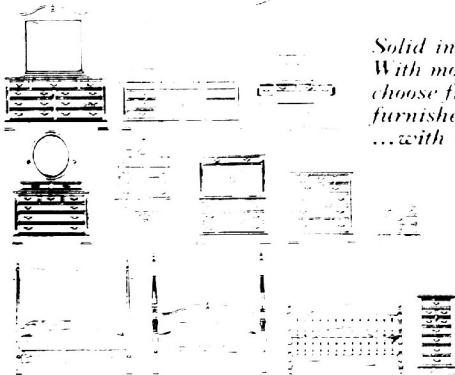 Solid in
With mo
choose f
furnishe
...with